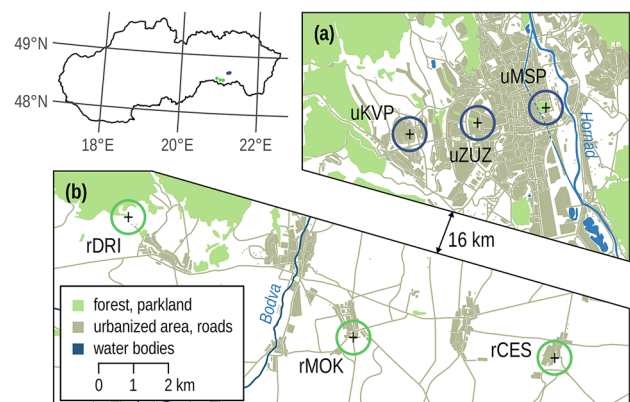 49°N
48°N
18°E
20°E
22°E
(a)
uMSP
uKVP
uZUZ
Hornád
(b)
16 km
rDRI
Bodva
forest, parkland
urbanized area, roads
water bodies
0 1 2 km
rMOK
rCES